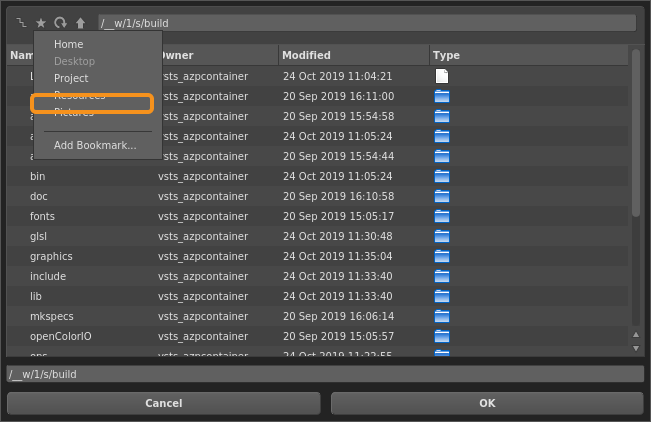 /__w/1/s/build
Home
Desktop
Project
Resources
Pictures
Add Bookmark...
Owner Modified Type
24 Oct 2019 11:04:21
vsts_azpcontainer 24 Oct 2019 11:04:21
vsts_azpcontainer 20 Sep 2019 16:11:00
vsts_azpcontainer 20 Sep 2019 15:54:58
vsts_azpcontainer 24 Oct 2019 11:05:24
vsts_azpcontainer 20 Sep 2019 15:54:44
bin vsts_azpcontainer 24 Oct 2019 11:05:24
doc vsts_azpcontainer 20 Sep 2019 16:10:58
fonts vsts_azpcontainer 20 Sep 2019 15:05:17
glsl vsts_azpcontainer 24 Oct 2019 11:30:48
graphics vsts_azpcontainer 24 Oct 2019 11:35:04
include vsts_azpcontainer 24 Oct 2019 11:33:40
lib vsts_azpcontainer 24 Oct 2019 11:33:40
mkspecs vsts_azpcontainer 20 Sep 2019 16:06:14
openColorIO vsts_azpcontainer 20 Sep 2019 15:05:57
ops vsts_azpcontainer 24 Oct 2019 11:22:55
/__w/1/s/build
Cancel OK